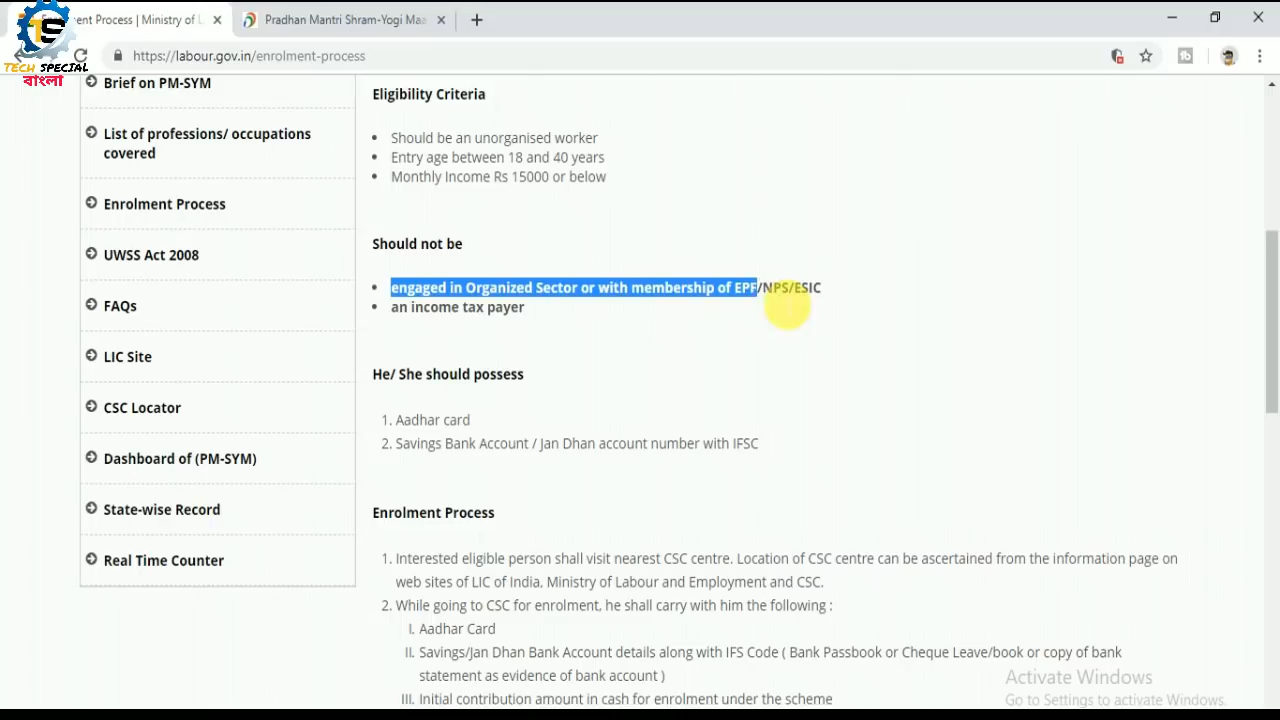 Enrolment Process | Ministry of L
Pradhan Mantri Shram-Yogi Maa
TS
TECH SPECIAL
বাংলা
https://labour.gov.in/enrolment-process
Brief on PM-SYM
List of professions/ occupations
covered
Enrolment Process
UWSS Act 2008
FAQs
LIC Site
CSC Locator
Dashboard of (PM-SYM)
State-wise Record
Real Time Counter
Eligibility Criteria
• Should be an unorganised worker
• Entry age between 18 and 40 years
• Monthly Income Rs 15000 or below
Should not be
• engaged in Organized Sector or with membership of EPF/NPS/ESIC
• an income tax payer
He/ She should possess
1. Aadhar card
2. Savings Bank Account / Jan Dhan account number with IFSC
Enrolment Process
1. Interested eligible person shall visit nearest CSC centre. Location of CSC centre can be ascertained from the information page on
web sites of LIC of India, Ministry of Labour and Employment and CSC.
2. While going to CSC for enrolment, he shall carry with him the following :
I. Aadhar Card
II. Savings/Jan Dhan Bank Account details along with IFS Code ( Bank Passbook or Cheque Leave/book or copy of bank
statement as evidence of bank account )
III. Initial contribution amount in cash for enrolment under the scheme
Activate Windows
Go to Settings to activate Windows.